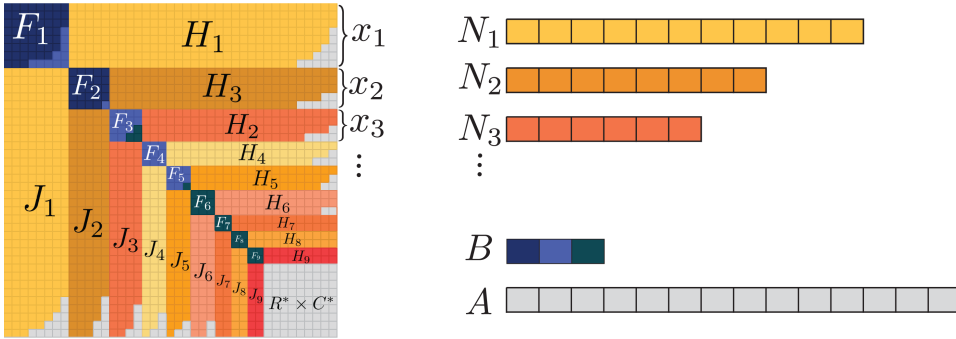 F₁ H₁ x₁ N₁
F₂ H₃ x₂ N₂
F₃ H₂ x₃ N₃
F₄ H₄ ⋮ ⋮
F₅ H₅
J₁ J₂ J₃ J₄ J₅ F₆ H₆
F₇ H₇
F₈ H₈ B
J₆ J₇ J₈ J₉ F₉ H₉
R* × C* A